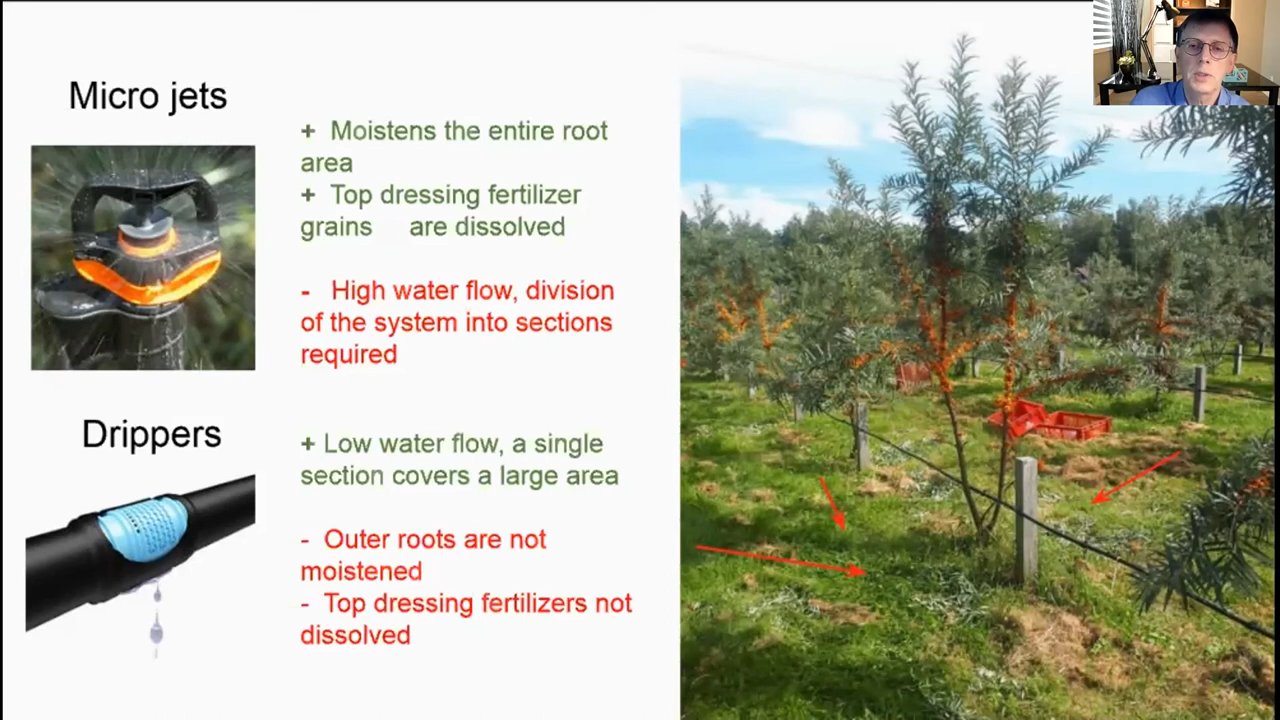 Micro jets
+ Moistens the entire root
area
+ Top dressing fertilizer
grains are dissolved
- High water flow, division
of the system into sections
required
Drippers
+ Low water flow, a single
section covers a large area
- Outer roots are not
moistened
- Top dressing fertilizers not
dissolved